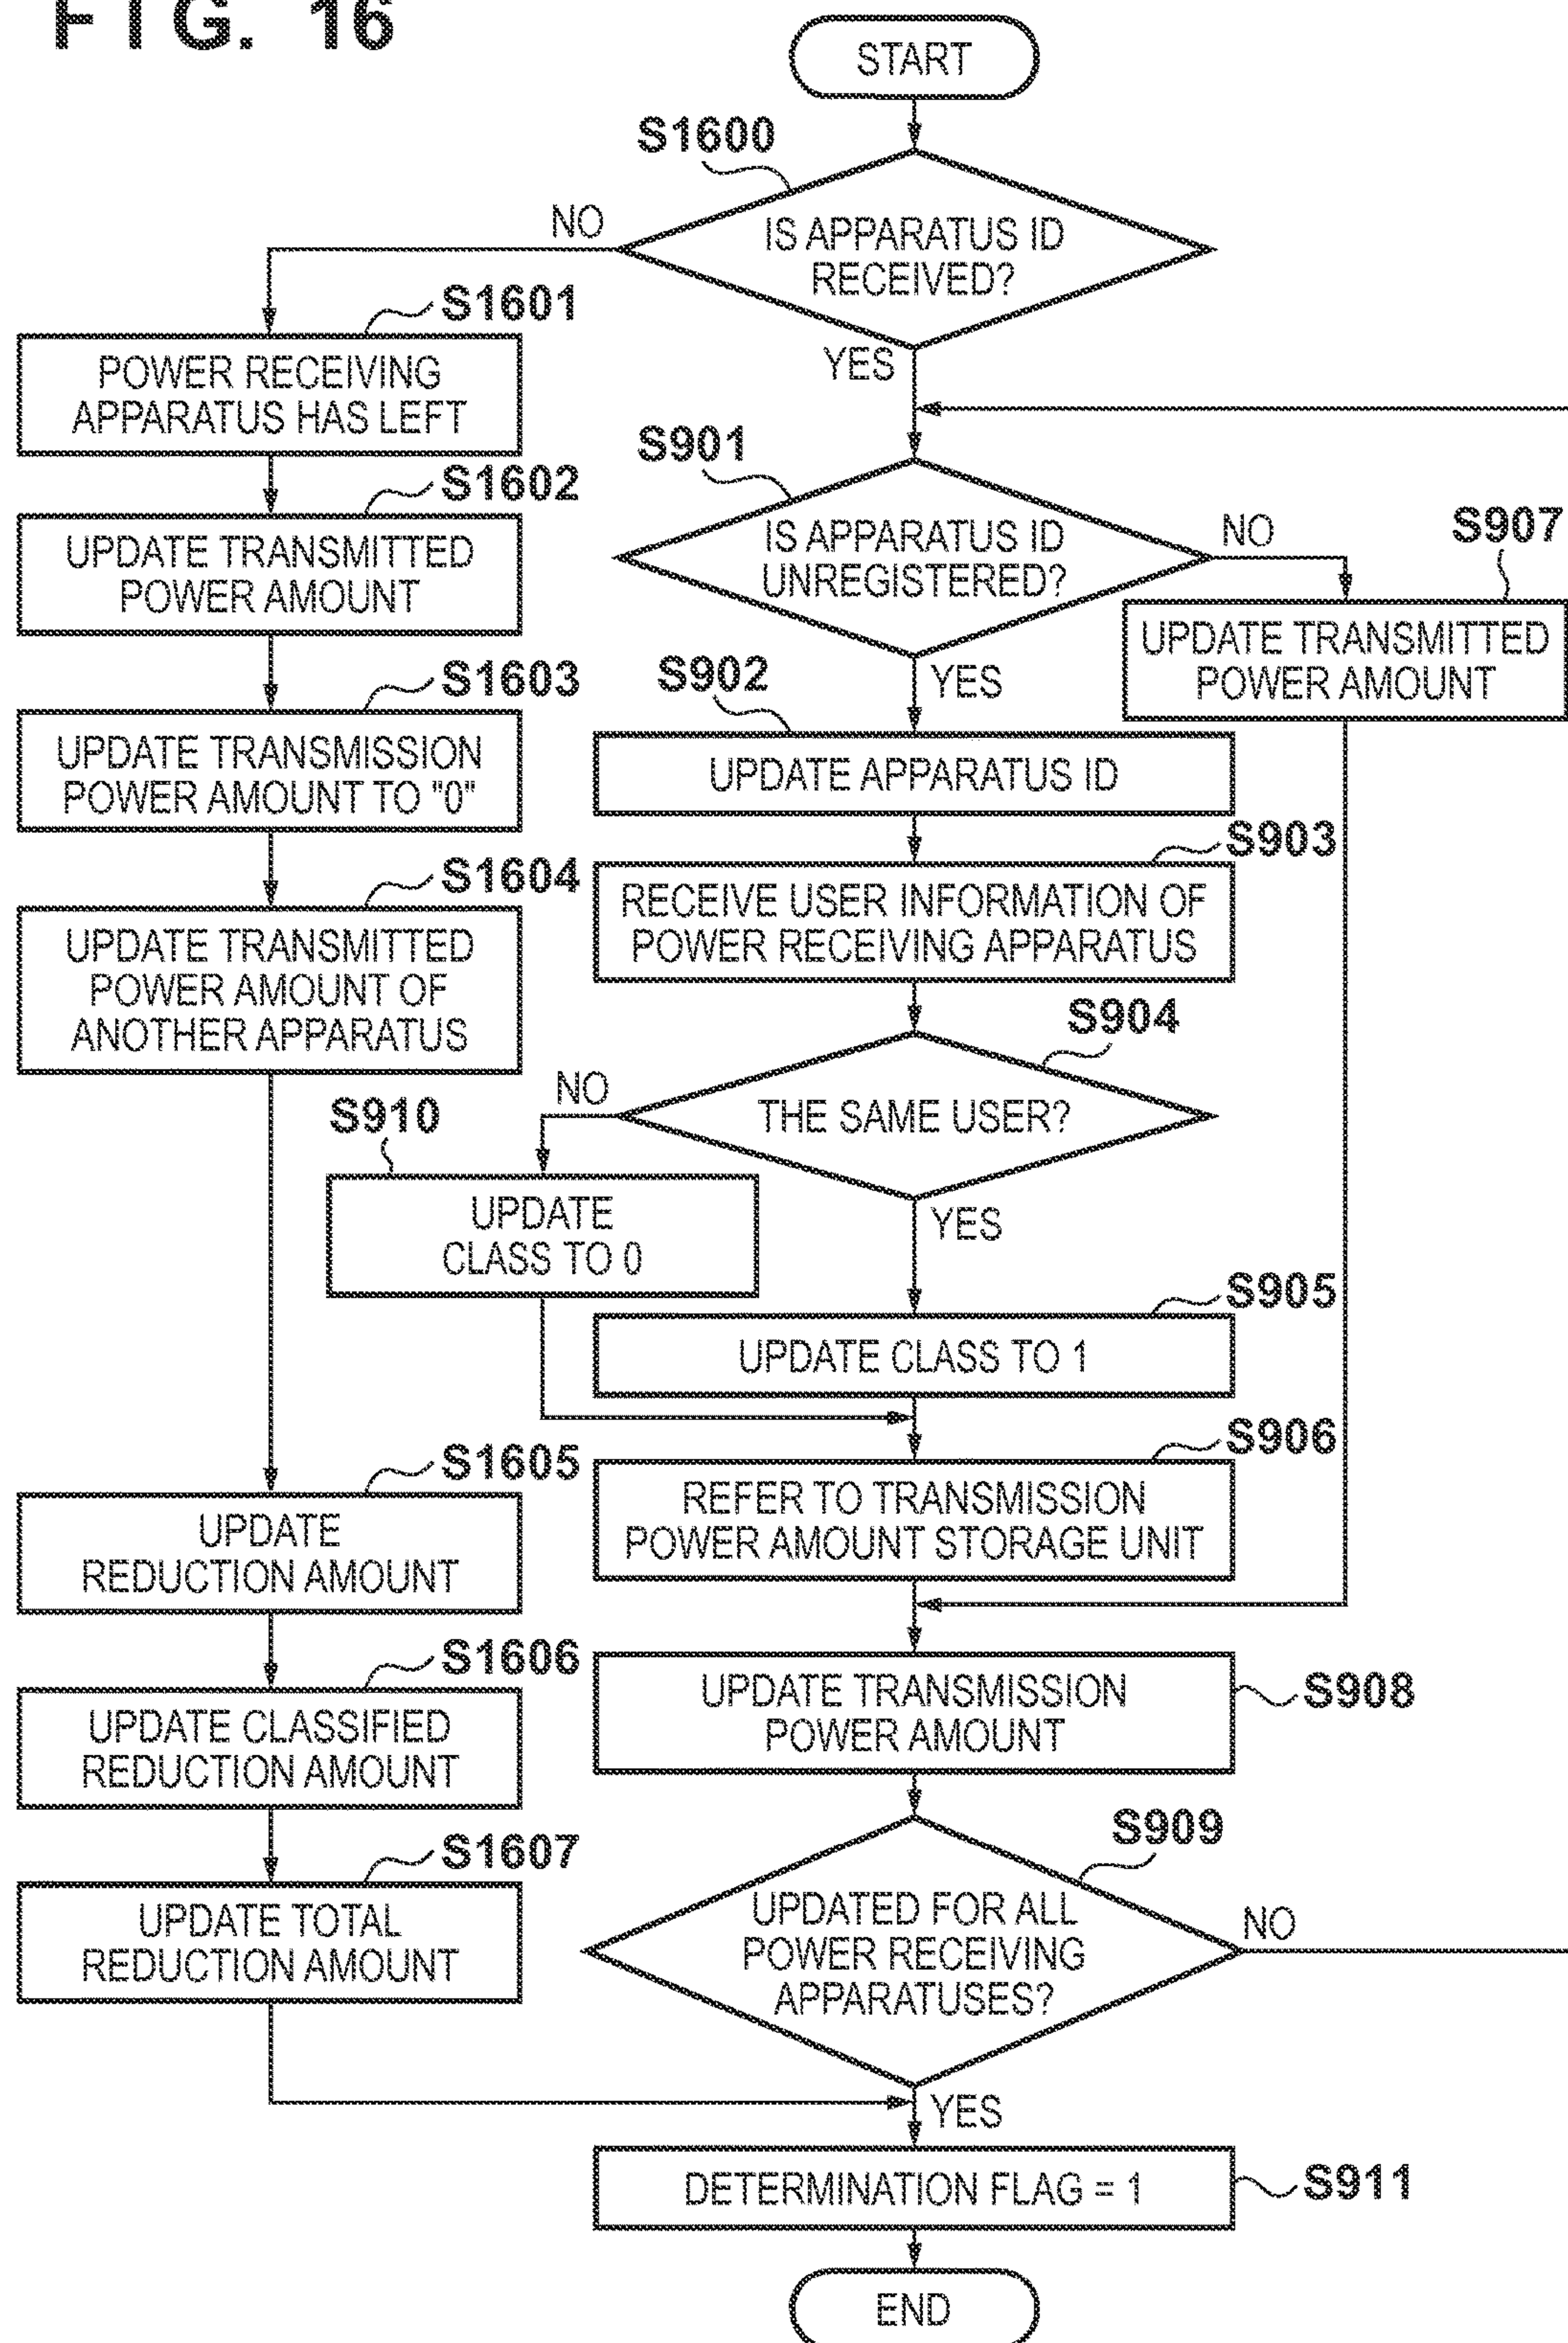 FIG. 16
START
S1600
IS APPARATUS ID
RECEIVED?
NO
YES
S1601
POWER RECEIVING
APPARATUS HAS LEFT
S1602
UPDATE TRANSMITTED
POWER AMOUNT
S1603
UPDATE TRANSMISSION
POWER AMOUNT TO "0"
S1604
UPDATE TRANSMITTED
POWER AMOUNT OF
ANOTHER APPARATUS
S1605
UPDATE
REDUCTION AMOUNT
S1606
UPDATE CLASSIFIED
REDUCTION AMOUNT
S1607
UPDATE TOTAL
REDUCTION AMOUNT
S901
IS APPARATUS ID
UNREGISTERED?
NO
YES
S907
UPDATE TRANSMITTED
POWER AMOUNT
S902
UPDATE APPARATUS ID
S903
RECEIVE USER INFORMATION OF
POWER RECEIVING APPARATUS
S904
THE SAME USER?
NO
YES
S910
UPDATE
CLASS TO 0
S905
UPDATE CLASS TO 1
S906
REFER TO TRANSMISSION
POWER AMOUNT STORAGE UNIT
UPDATE TRANSMISSION
POWER AMOUNT
S908
S909
UPDATED FOR ALL
POWER RECEIVING
APPARATUSES?
NO
YES
DETERMINATION FLAG = 1
S911
END